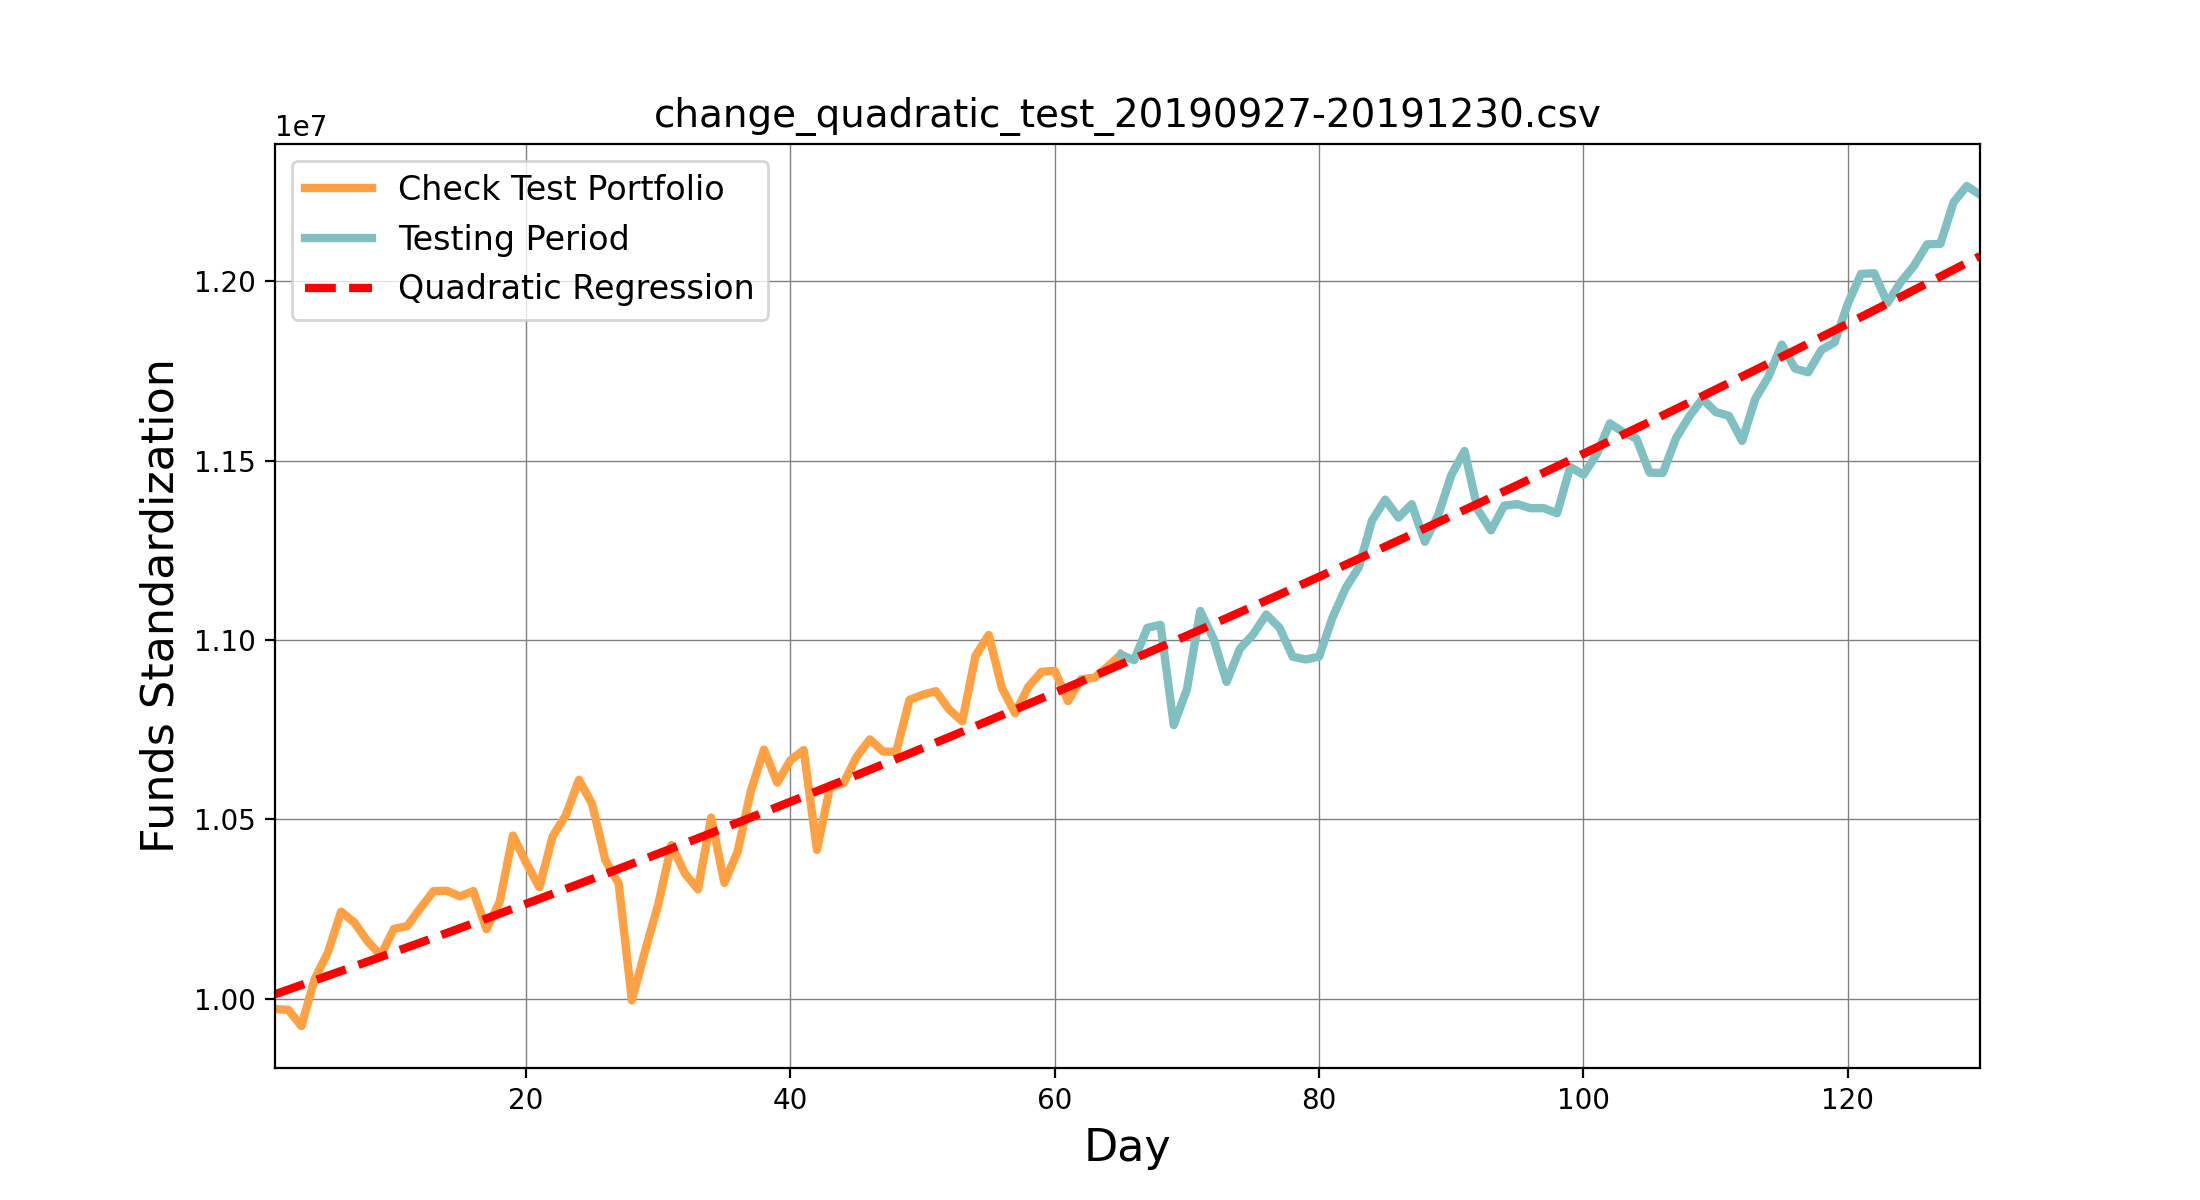 change_quadratic_test_20190927-20191230.csv
1e7
Check Test Portfolio
Testing Period
Quadratic Regression
1.20
1.15
1.10
1.05
1.00
Funds Standardization
20 40 60 80 100 120
Day